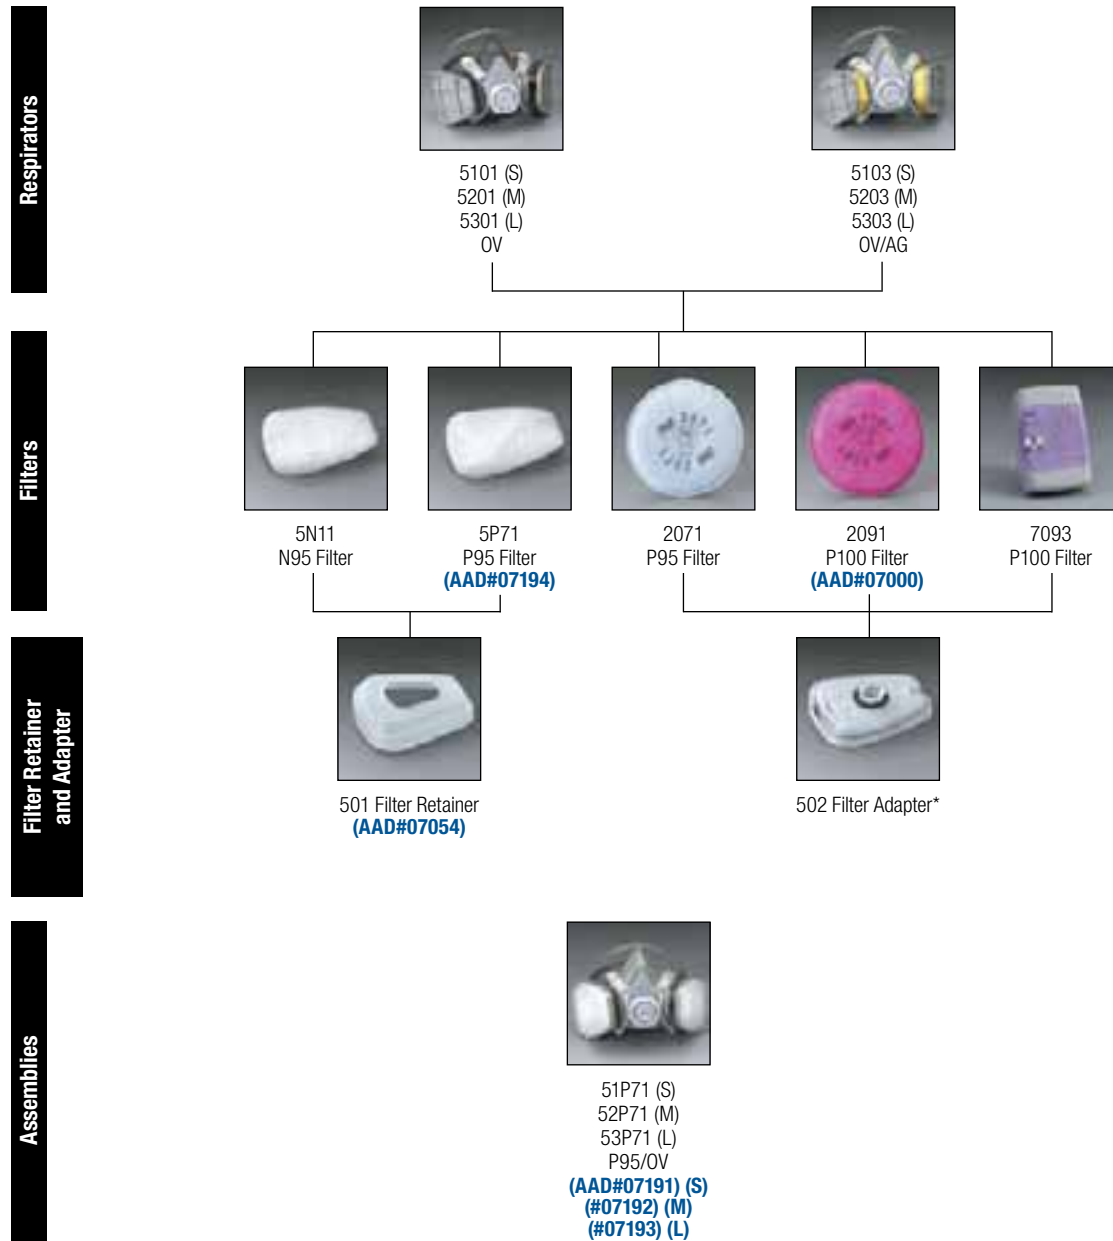 Respirators
5101 (S)
5201 (M)
5301 (L)
OV
5103 (S)
5203 (M)
5303 (L)
OV/AG
Filters
5N11
N95 Filter
5P71
P95 Filter
(AAD#07194)
2071
P95 Filter
2091
P100 Filter
(AAD#07000)
7093
P100 Filter
Filter Retainer
and Adapter
501 Filter Retainer
(AAD#07054)
502 Filter Adapter*
Assemblies
51P71 (S)
52P71 (M)
53P71 (L)
P95/OV
(AAD#07191) (S)
(#07192) (M)
(#07193) (L)